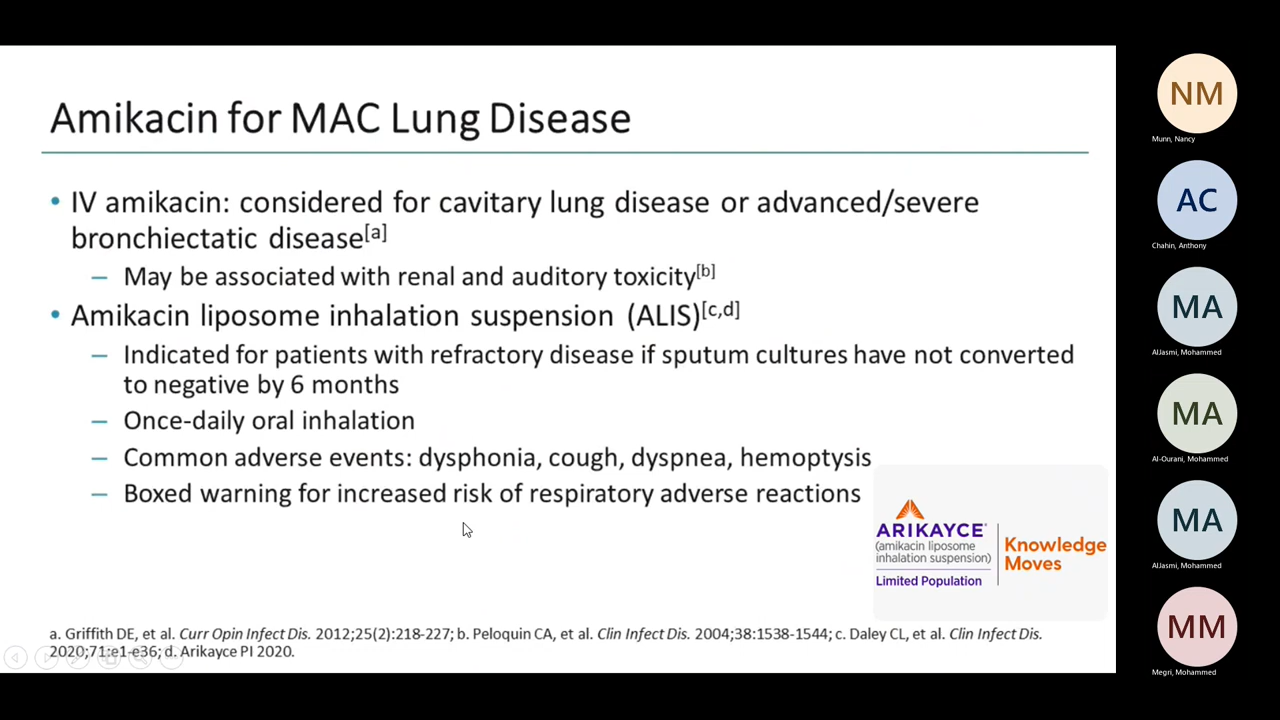 Amikacin for MAC Lung Disease
• IV amikacin: considered for cavitary lung disease or advanced/severe
bronchiectatic disease[a]
– May be associated with renal and auditory toxicity[b]
• Amikacin liposome inhalation suspension (ALIS)[c,d]
– Indicated for patients with refractory disease if sputum cultures have not converted
to negative by 6 months
– Once-daily oral inhalation
– Common adverse events: dysphonia, cough, dyspnea, hemoptysis
– Boxed warning for increased risk of respiratory adverse reactions
ARIKAYCE®
(amikacin liposome
inhalation suspension)
Limited Population
Knowledge
Moves
a. Griffith DE, et al. Curr Opin Infect Dis. 2012;25(2):218-227; b. Peloquin CA, et al. Clin Infect Dis. 2004;38:1538-1544; c. Daley CL, et al. Clin Infect Dis.
2020;71:e1-e36; d. Arikayce PI 2020.
NM
Munn, Nancy
AC
Chahin, Anthony
MA
AlJasmi, Mohammed
MA
Al-Ourani, Mohammed
MA
AlJasmi, Mohammed
MM
Megri, Mohammed